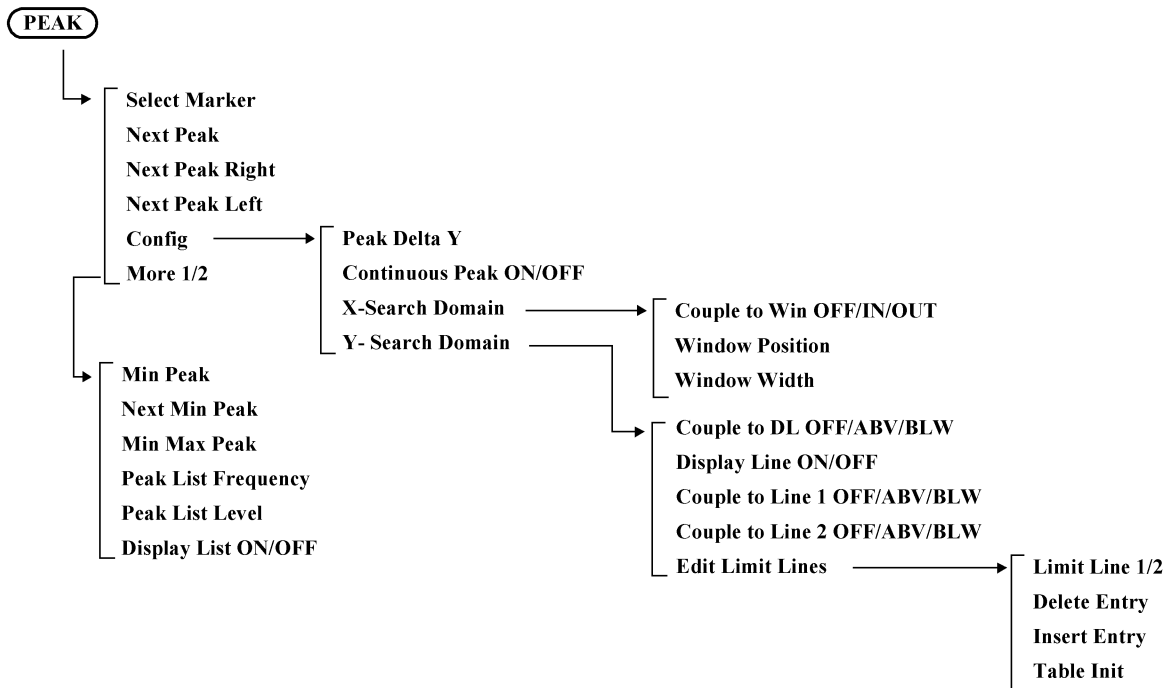 PEAK
Select Marker
Next Peak
Next Peak Right
Next Peak Left
Config
More 1/2
Peak Delta Y
Continuous Peak ON/OFF
X-Search Domain
Y- Search Domain
Couple to Win OFF/IN/OUT
Window Position
Window Width
Min Peak
Next Min Peak
Min Max Peak
Peak List Frequency
Peak List Level
Display List ON/OFF
Couple to DL OFF/ABV/BLW
Display Line ON/OFF
Couple to Line 1 OFF/ABV/BLW
Couple to Line 2 OFF/ABV/BLW
Edit Limit Lines
Limit Line 1/2
Delete Entry
Insert Entry
Table Init